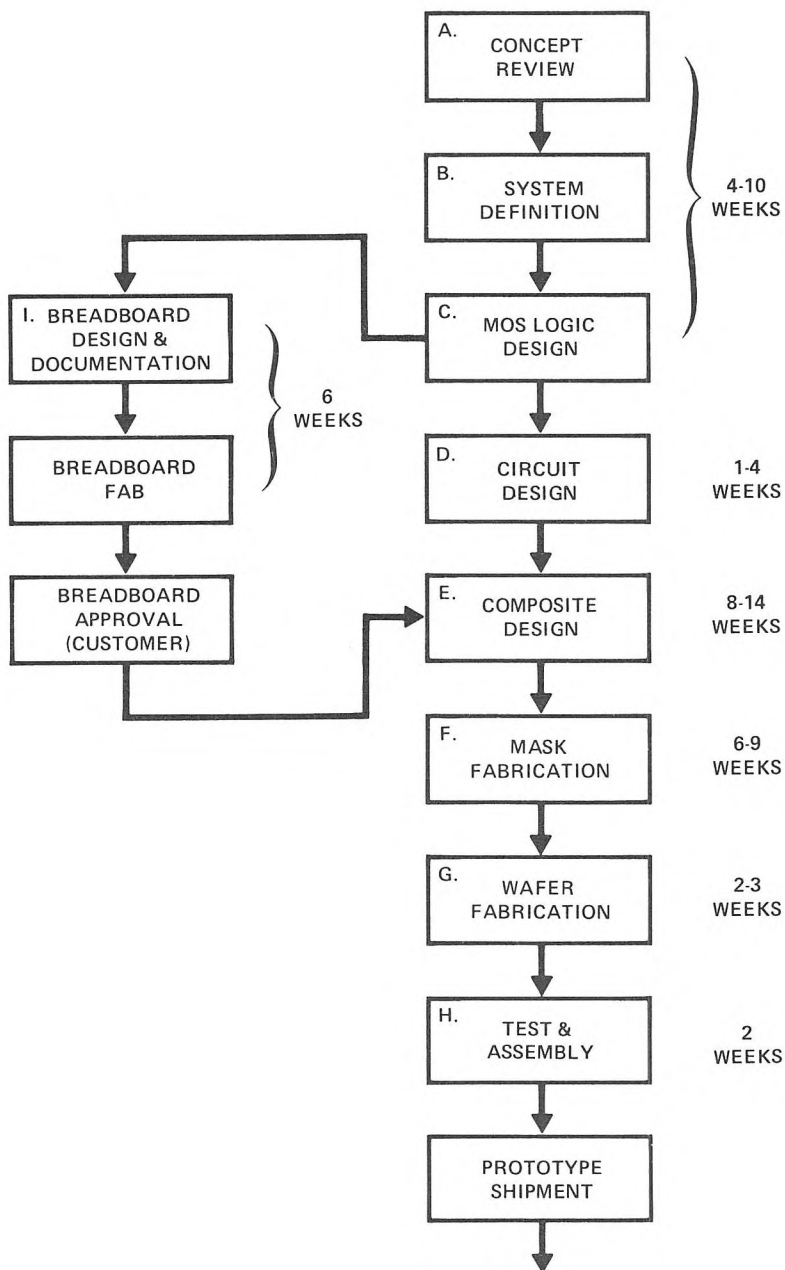 A.
CONCEPT
REVIEW
B.
SYSTEM
DEFINITION
4-10
WEEKS
C.
MOS LOGIC
DESIGN
I. BREADBOARD
DESIGN &
DOCUMENTATION
6
WEEKS
BREADBOARD
FAB
BREADBOARD
APPROVAL
(CUSTOMER)
D.
CIRCUIT
DESIGN
1-4
WEEKS
E.
COMPOSITE
DESIGN
8-14
WEEKS
F.
MASK
FABRICATION
6-9
WEEKS
G.
WAFER
FABRICATION
2-3
WEEKS
H.
TEST &
ASSEMBLY
2
WEEKS
PROTOTYPE
SHIPMENT